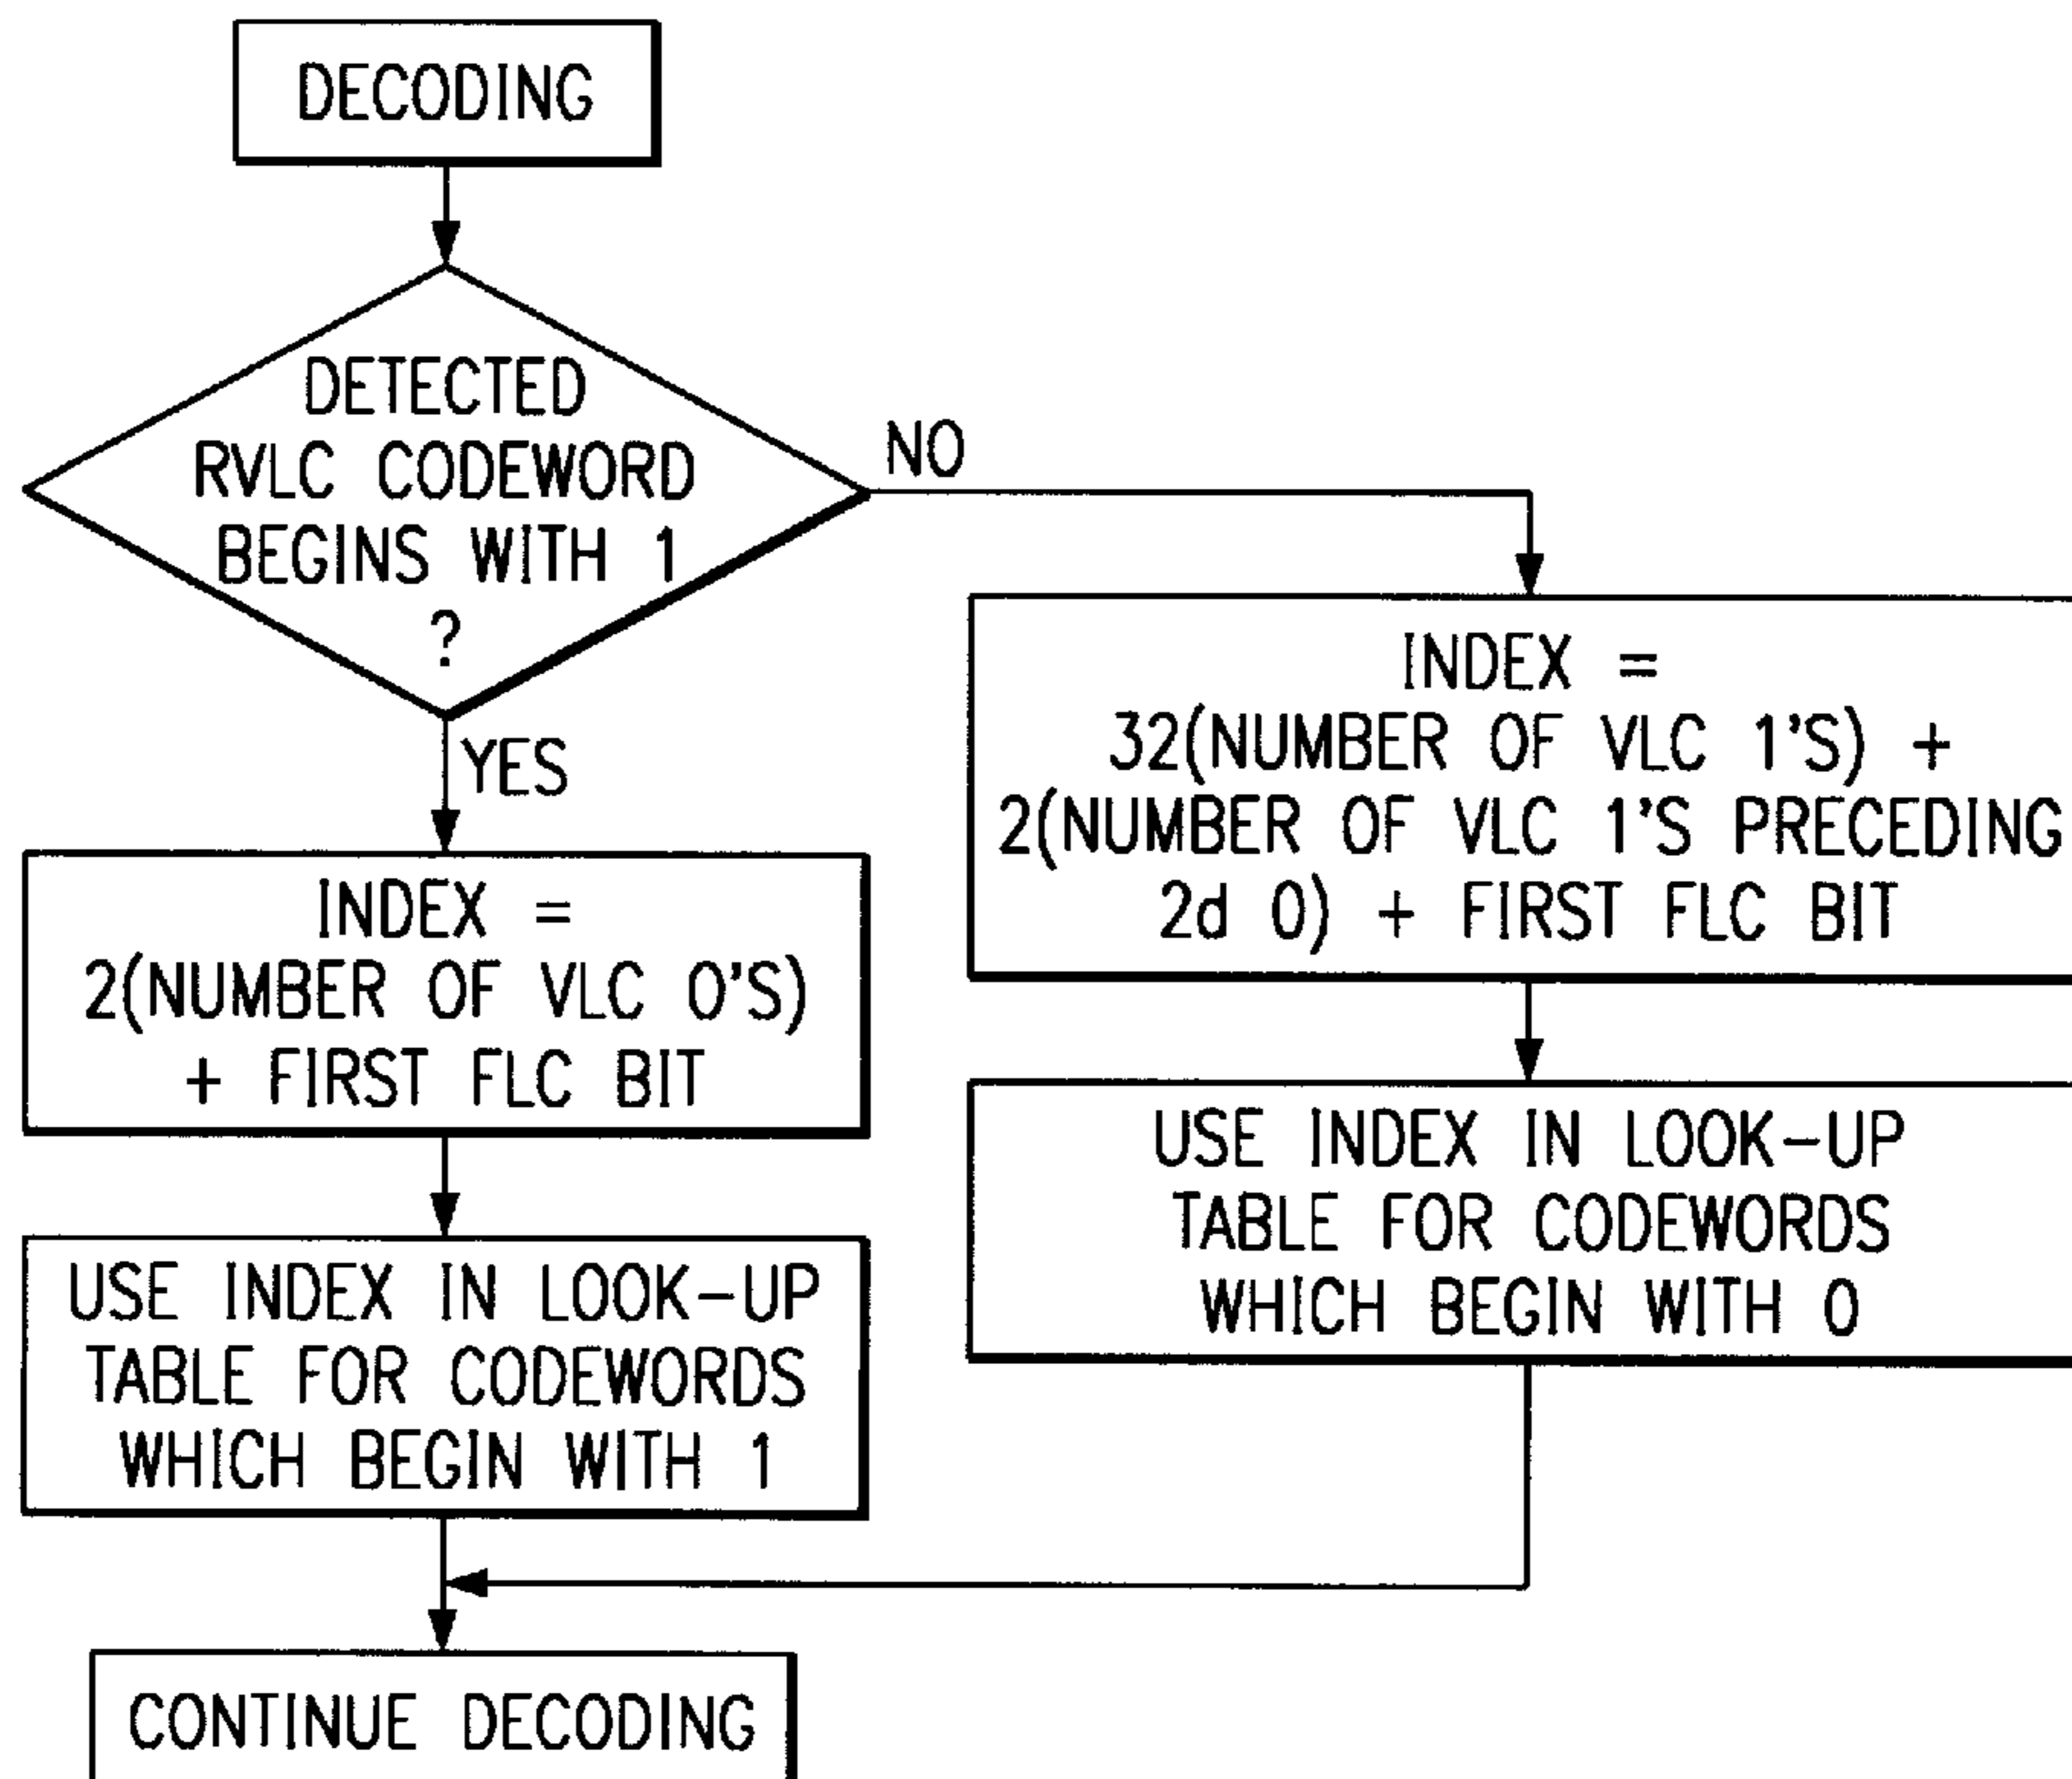 DECODING
DETECTED
RVLC CODEWORD
BEGINS WITH 1
?
NO
YES
INDEX =
2(NUMBER OF VLC 0'S)
+ FIRST FLC BIT
USE INDEX IN LOOK-UP
TABLE FOR CODEWORDS
WHICH BEGIN WITH 1
INDEX =
32(NUMBER OF VLC 1'S) +
2(NUMBER OF VLC 1'S PRECEDING
2d 0) + FIRST FLC BIT
USE INDEX IN LOOK-UP
TABLE FOR CODEWORDS
WHICH BEGIN WITH 0
CONTINUE DECODING